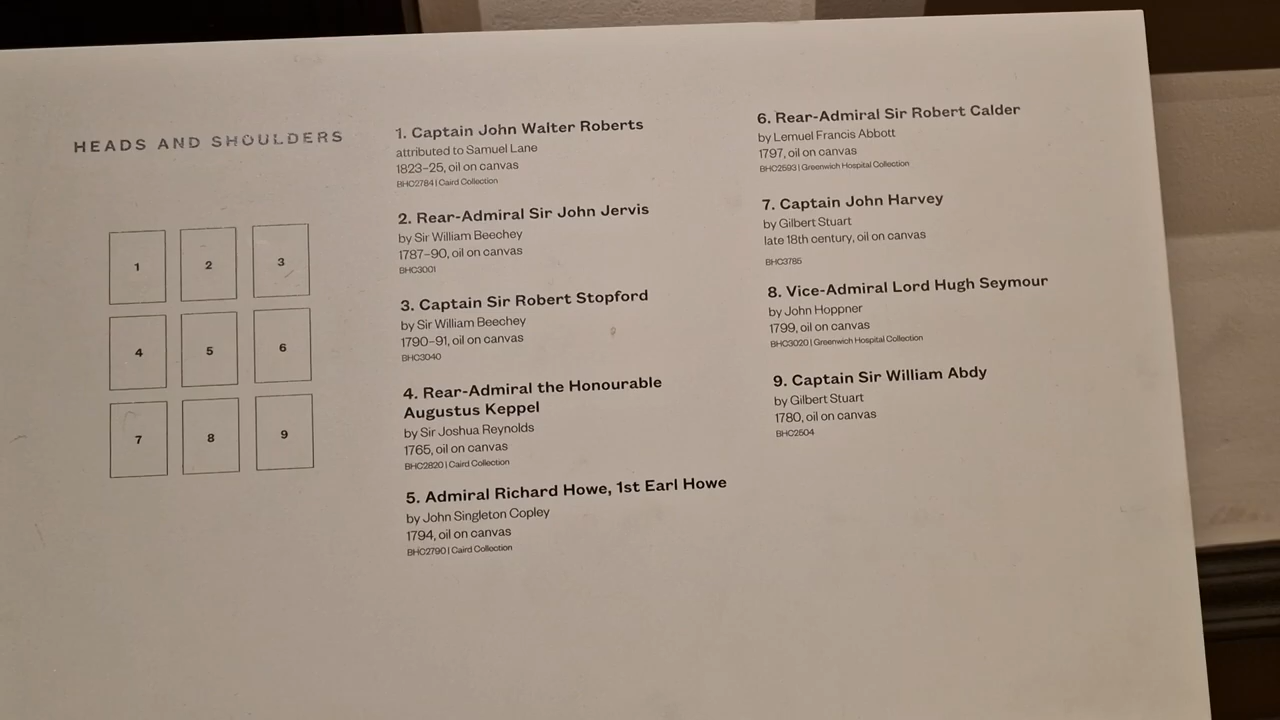 HEADS AND SHOULDERS
1
2
3
4
5
6
7
8
9
1. Captain John Walter Roberts
attributed to Samuel Lane
1823–25, oil on canvas
BHC2784 | Caird Collection
2. Rear-Admiral Sir John Jervis
by Sir William Beechey
1787–90, oil on canvas
BHC3001
3. Captain Sir Robert Stopford
by Sir William Beechey
1790–91, oil on canvas
BHC3040
4. Rear-Admiral the Honourable
Augustus Keppel
by Sir Joshua Reynolds
1765, oil on canvas
BHC2820 | Caird Collection
5. Admiral Richard Howe, 1st Earl Howe
by John Singleton Copley
1794, oil on canvas
BHC2790 | Caird Collection
6. Rear-Admiral Sir Robert Calder
by Lemuel Francis Abbott
1797, oil on canvas
BHC2593 | Greenwich Hospital Collection
7. Captain John Harvey
by Gilbert Stuart
late 18th century, oil on canvas
BHC3785
8. Vice-Admiral Lord Hugh Seymour
by John Hoppner
1799, oil on canvas
BHC3020 | Greenwich Hospital Collection
9. Captain Sir William Abdy
by Gilbert Stuart
1780, oil on canvas
BHC2504